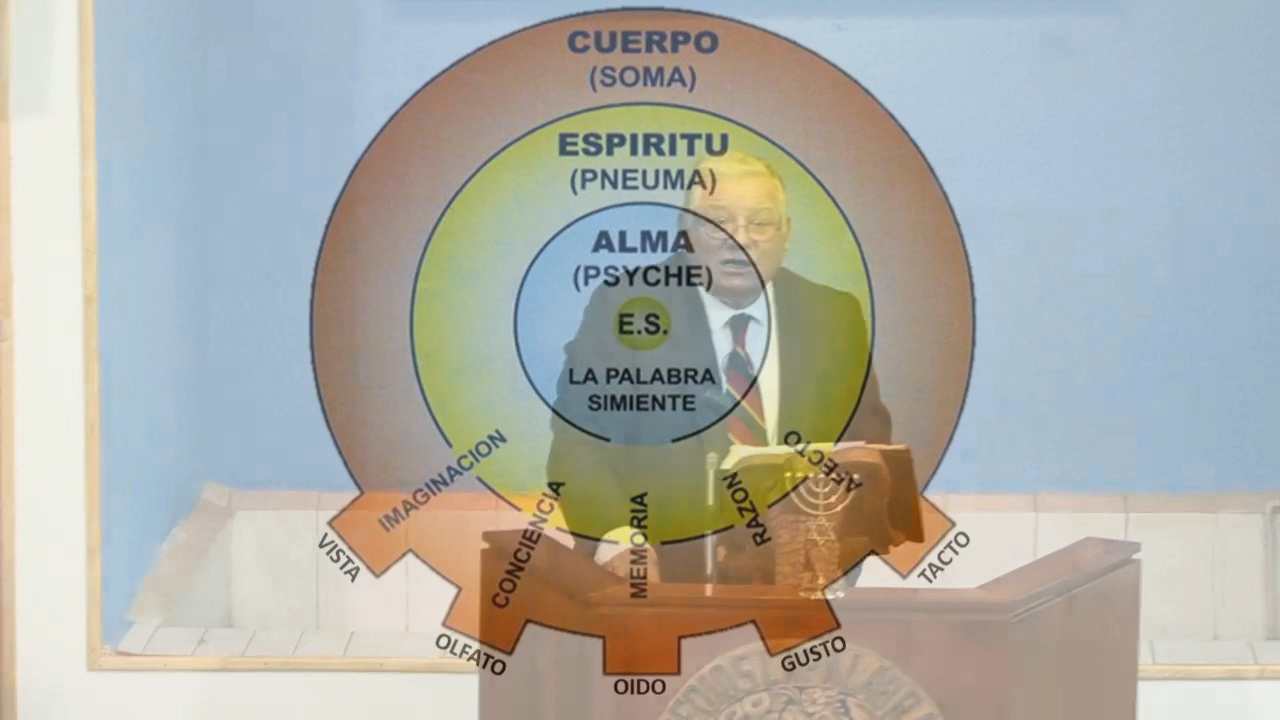 CUERPO
(SOMA)
ESPIRITU
(PNEUMA)
ALMA
(PSYCHE)
E.S.
LA PALABRA
SIMIENTE
IMAGINACION
CONCIENCIA
MEMORIA
RAZON
AFECTO
VISTA
OLFATO
OIDO
GUSTO
TACTO